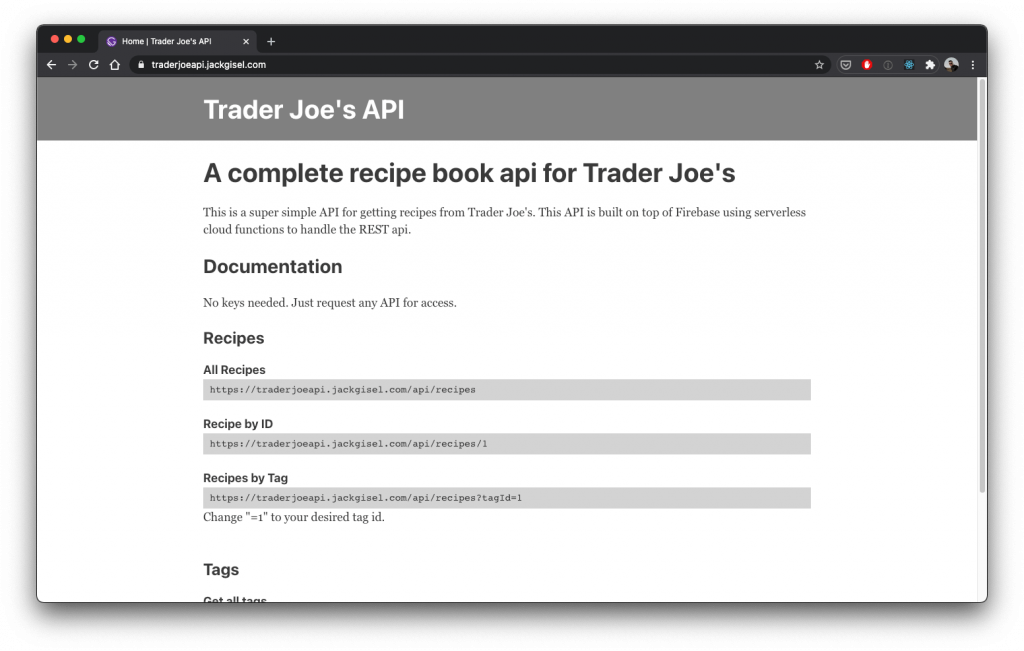 Home | Trader Joe's API
traderjoeapi.jackgisel.com
Trader Joe's API
A complete recipe book api for Trader Joe's
This is a super simple API for getting recipes from Trader Joe's. This API is built on top of Firebase using serverless
cloud functions to handle the REST api.
Documentation
No keys needed. Just request any API for access.
Recipes
All Recipes
https://traderjoeapi.jackgisel.com/api/recipes
Recipe by ID
https://traderjoeapi.jackgisel.com/api/recipes/1
Recipes by Tag
https://traderjoeapi.jackgisel.com/api/recipes?tagId=1
Change "=1" to your desired tag id.
Tags
Get all tags